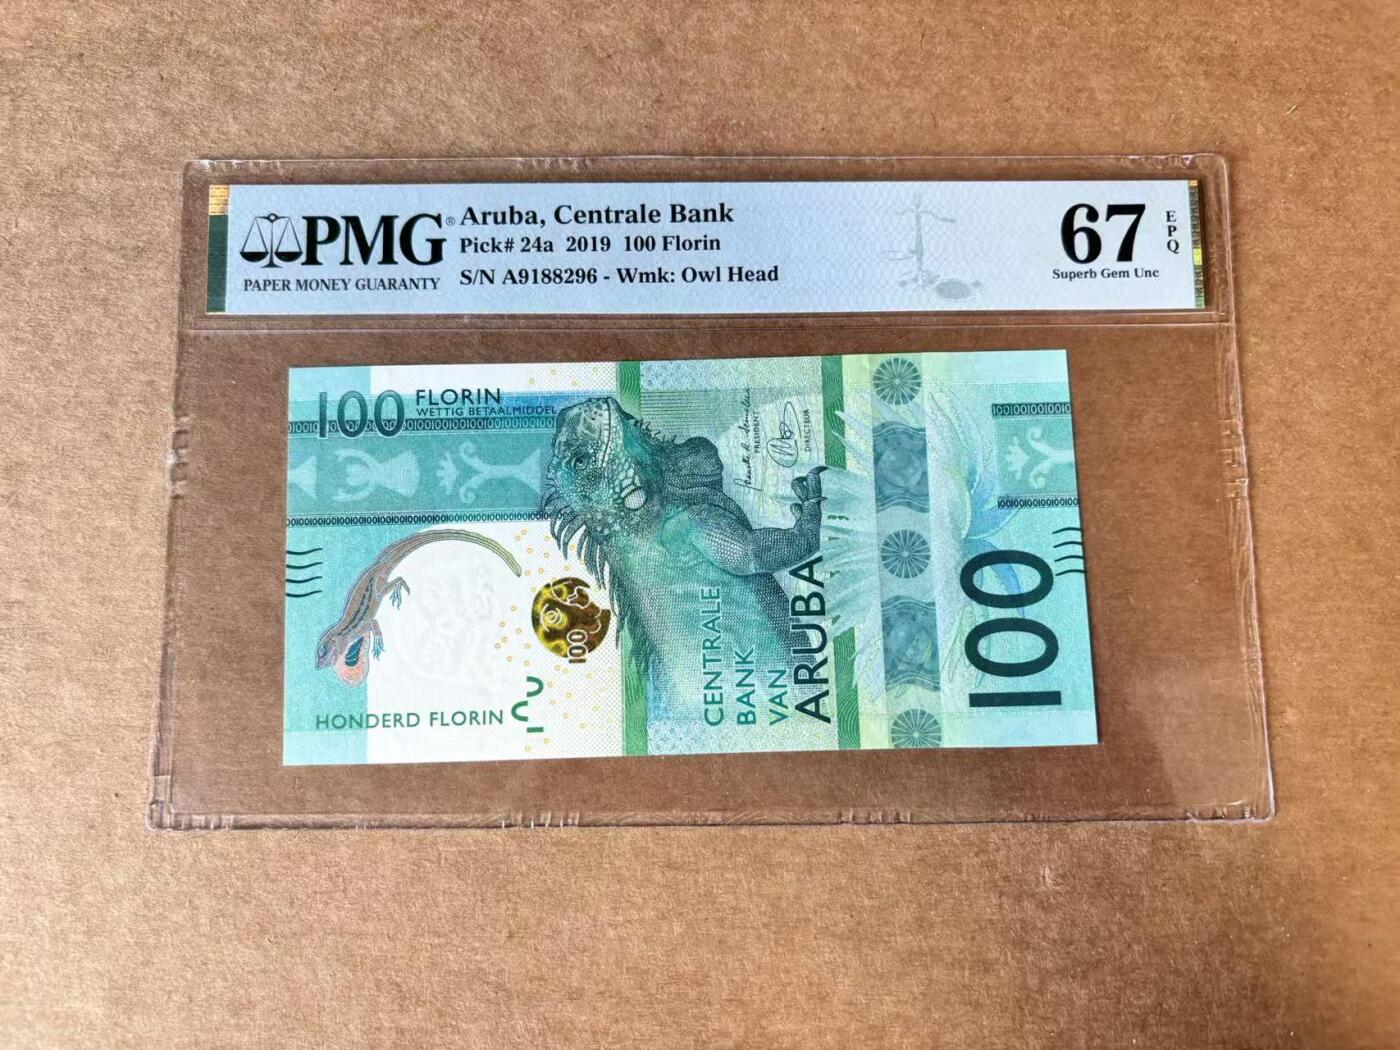 PMG®
PAPER MONEY GUARANTY
Aruba, Centrale Bank
Pick# 24a 2019 100 Florin
S/N A9188296 - Wmk: Owl Head
67
EPQ
Superb Gem Unc
100 FLORIN
WETTIG BETAALMIDDEL
PRESIDENT
DIRECTEUR
100
HONDERD FLORIN
CENTRALE
BANK
VAN
ARUBA
100